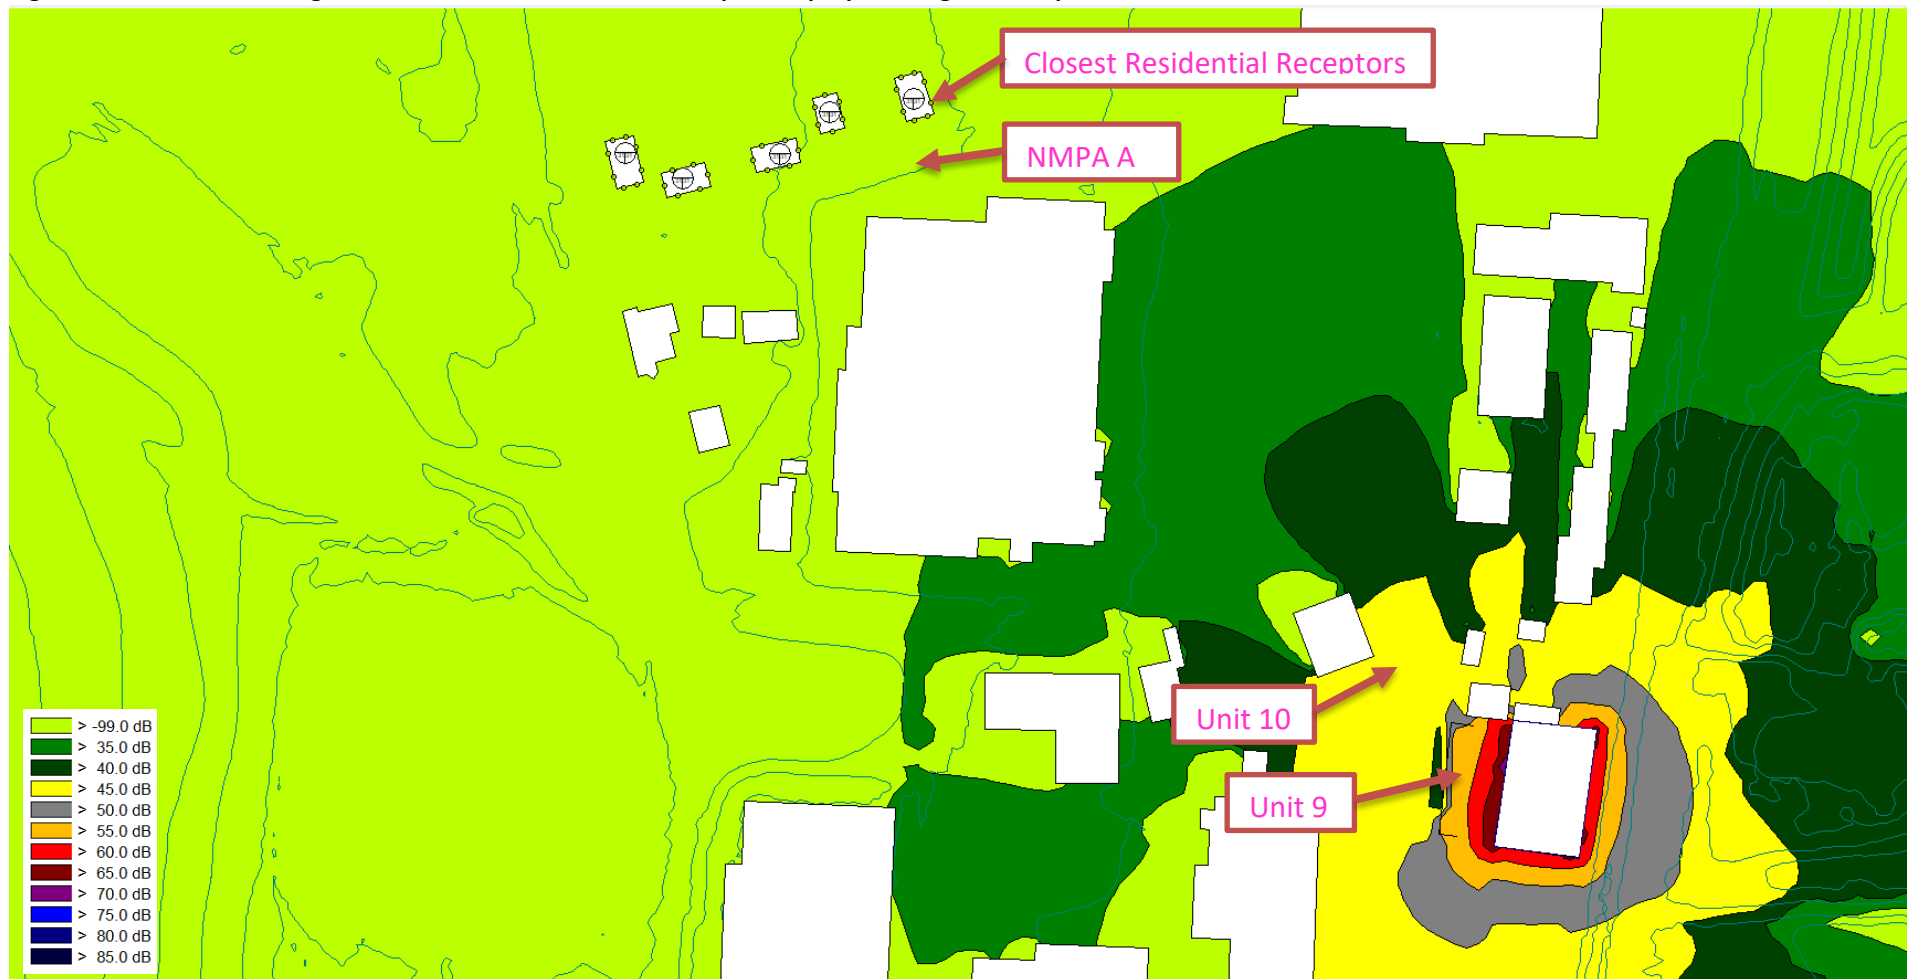 Closest Residential Receptors
NMPA A
Unit 10
Unit 9
> -99.0 dB
> 35.0 dB
> 40.0 dB
> 45.0 dB
> 50.0 dB
> 55.0 dB
> 60.0 dB
> 65.0 dB
> 70.0 dB
> 75.0 dB
> 80.0 dB
> 85.0 dB